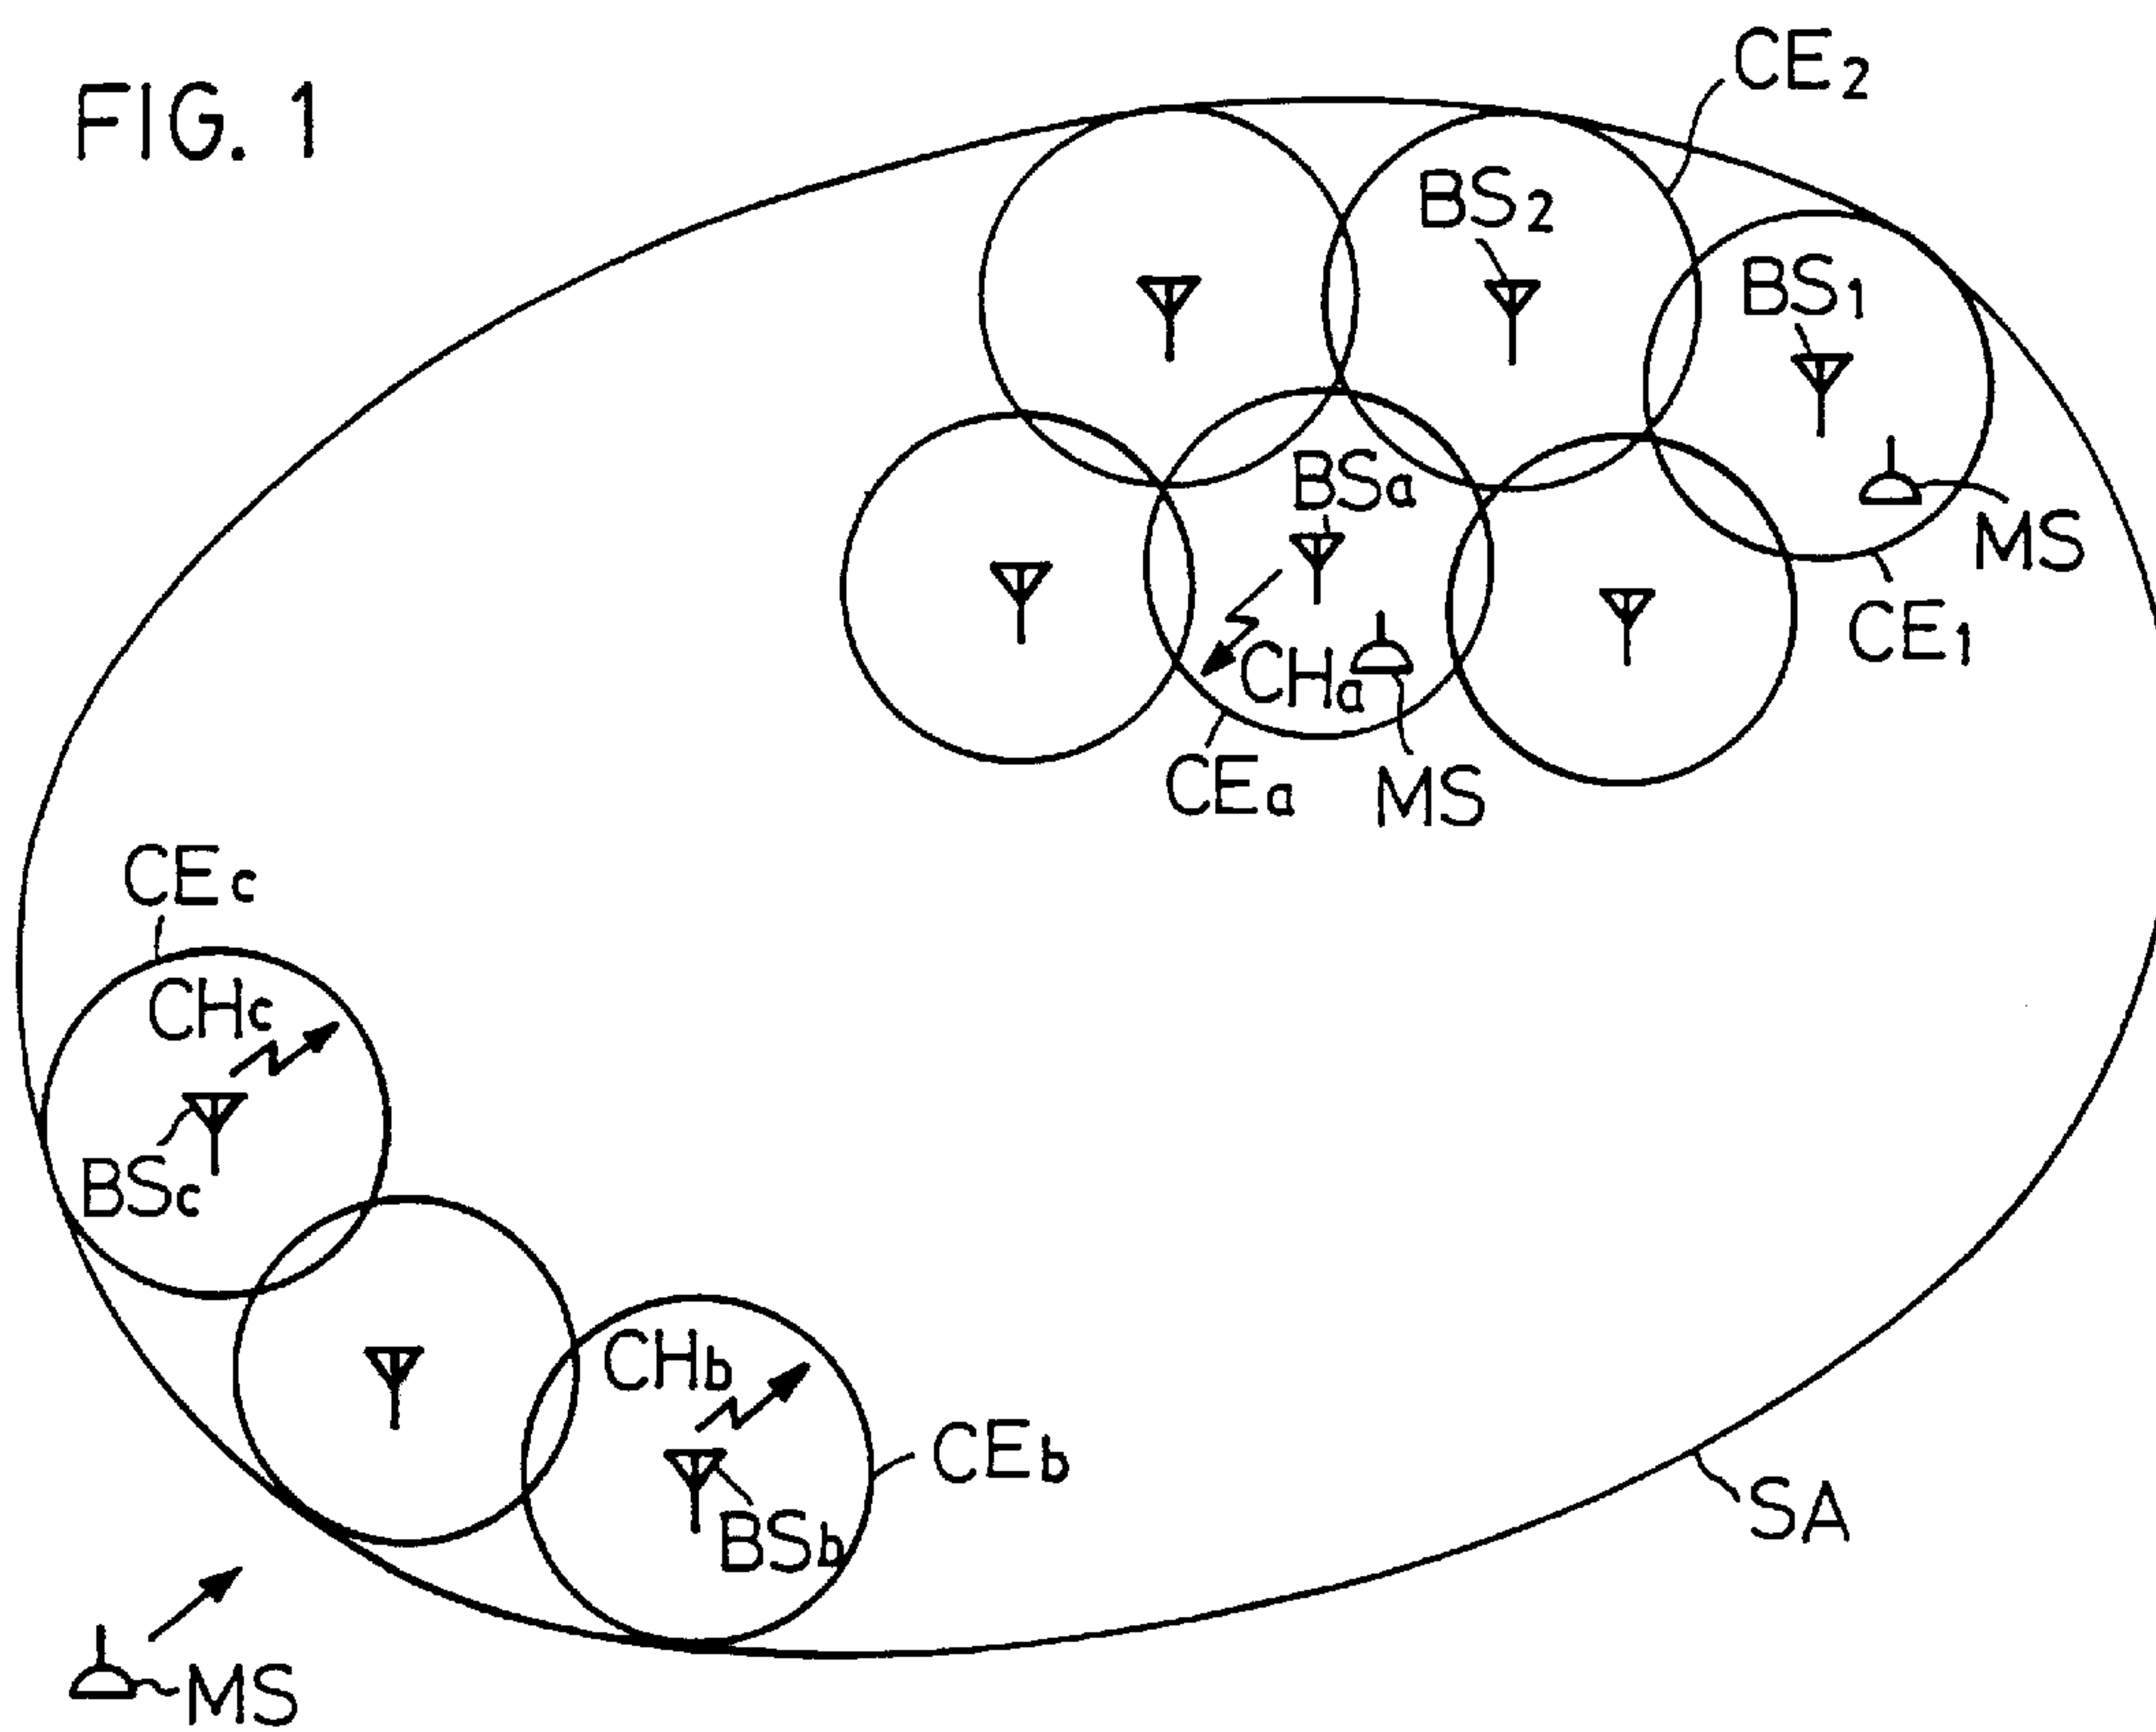 FIG. 1
CE2
BS2
BS1
BSa
MS
CHa
CE1
CEa
MS
CEc
CHc
BSc
CHb
CEb
BSb
SA
MS